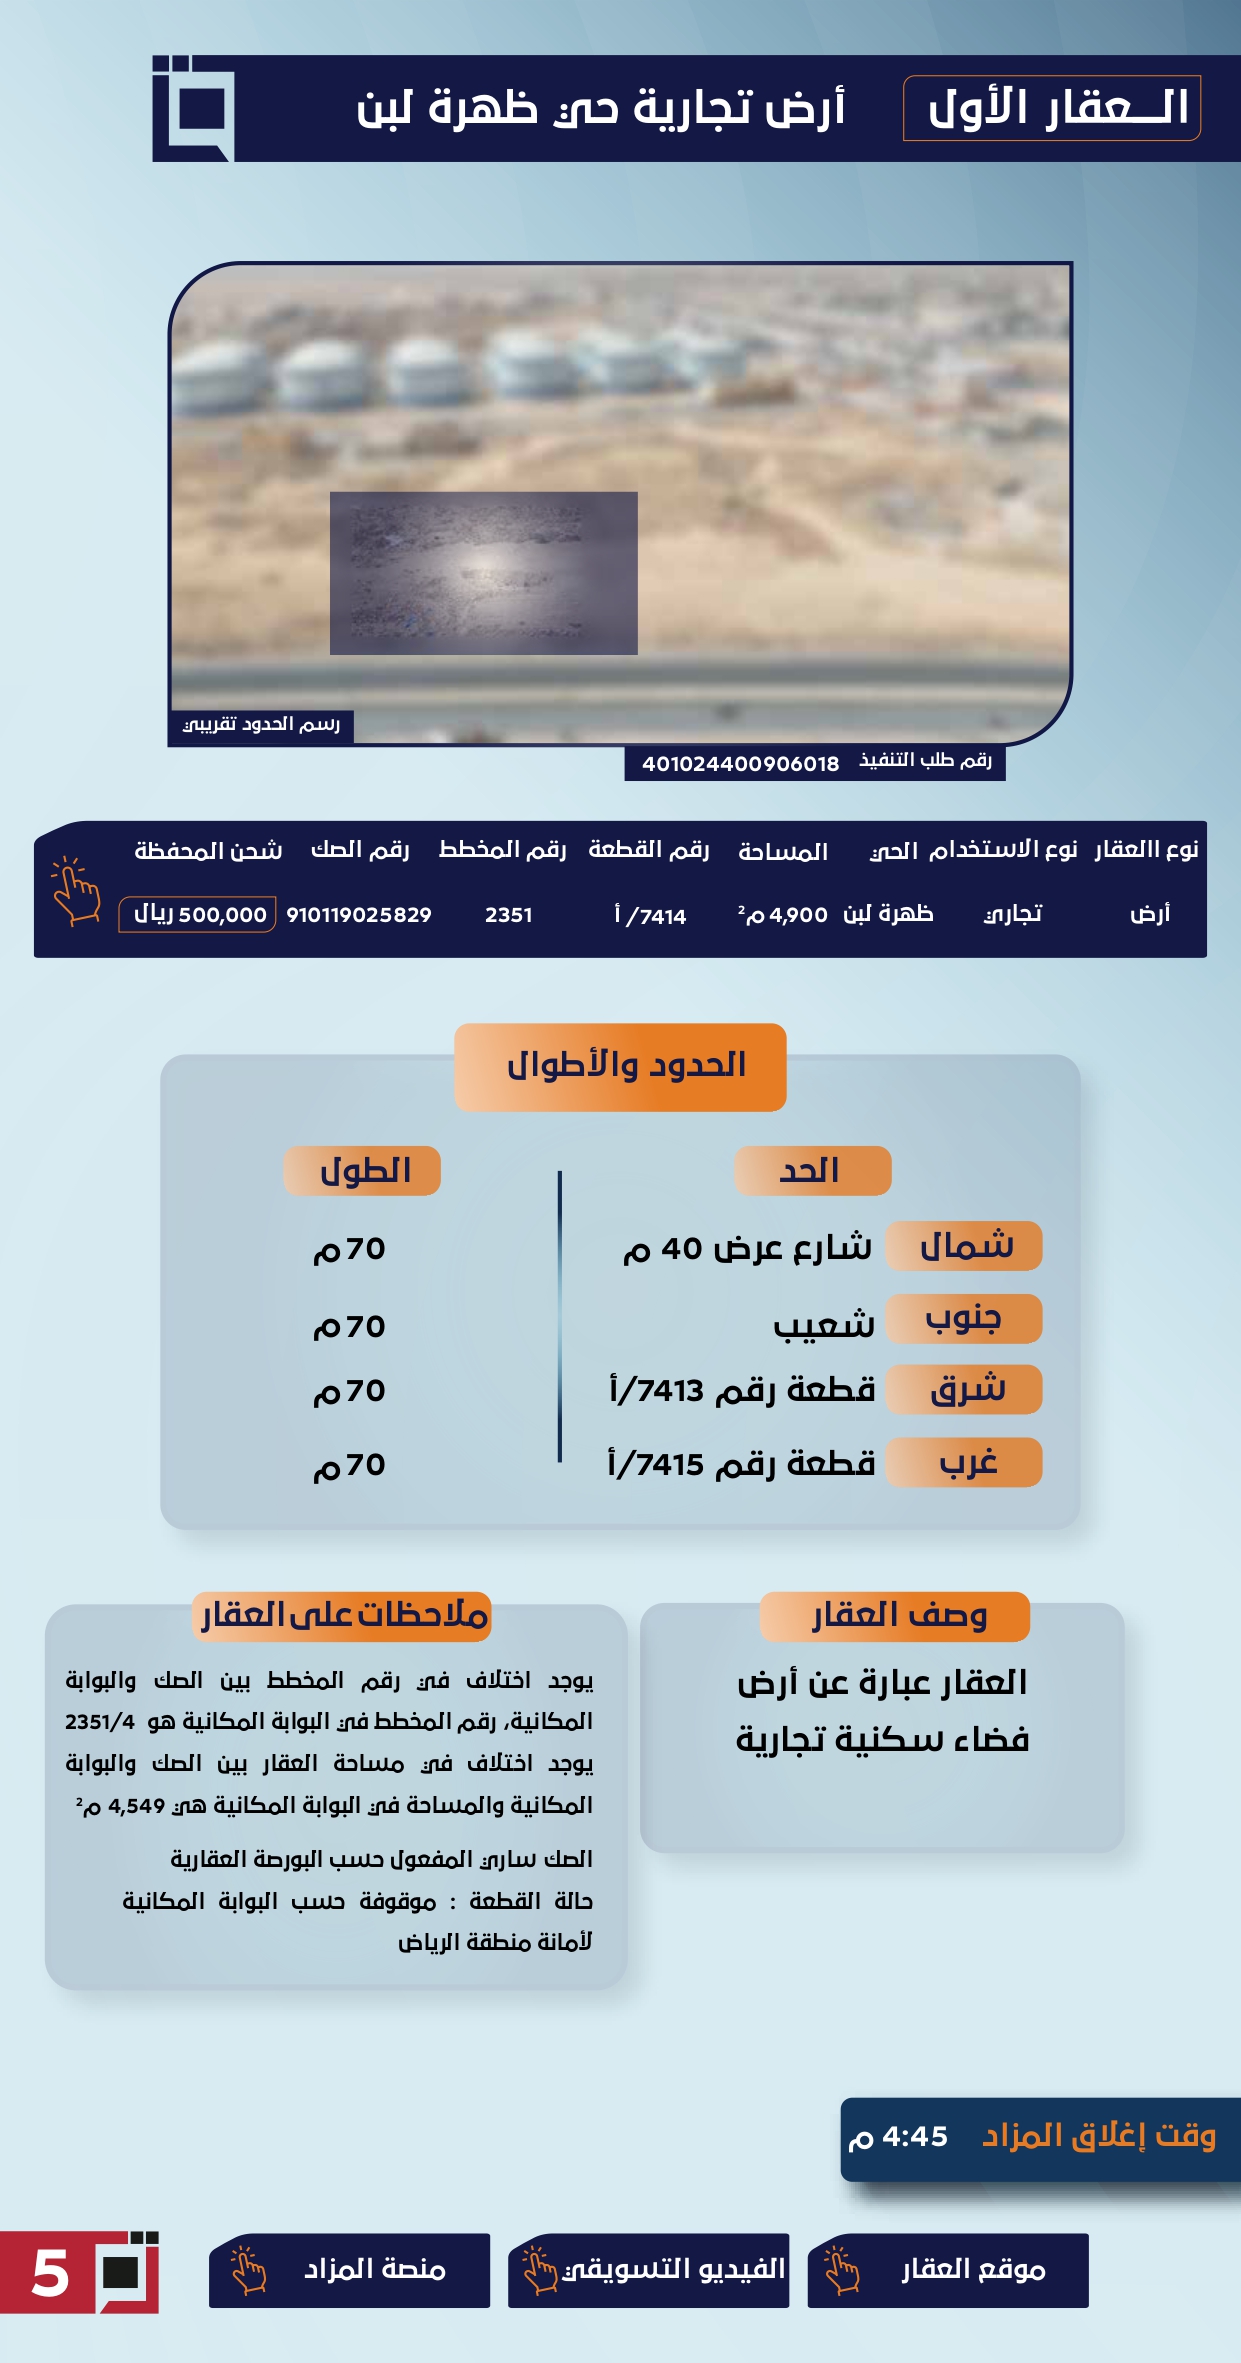 الـــعقار الأول
أرض تجارية حي ظهرة لبن
رسم الحدود تقريبي
رقم طلب التنفيذ 401024400906018
نوع االعقار نوع الاستخدام الحي المساحة رقم القطعة رقم المخطط رقم الصك شحن المحفظة
أرض تجاري ظهرة لبن 4,900 م² 7414/ أ 2351 910119025829 500,000 ريال
الحدود والأطوال
الحد الطول
شمال شارع عرض 40 م 70 م
جنوب شعيب 70 م
شرق قطعة رقم 7413/أ 70 م
غرب قطعة رقم 7415/أ 70 م
وصف العقار
العقار عبارة عن أرض
فضاء سكنية تجارية
ملاحظات على العقار
يوجد اختلاف في رقم المخطط بين الصك والبوابة
المكانية، رقم المخطط في البوابة المكانية هو 2351/4
يوجد اختلاف في مساحة العقار بين الصك والبوابة
المكانية والمساحة في البوابة المكانية هي 4,549 م²
الصك ساري المفعول حسب البورصة العقارية
حالة القطعة : موقوفة حسب البوابة المكانية
لأمانة منطقة الرياض
وقت إغلاق المزاد 4:45 م
موقع العقار
الفيديو التسويقي
منصة المزاد
5